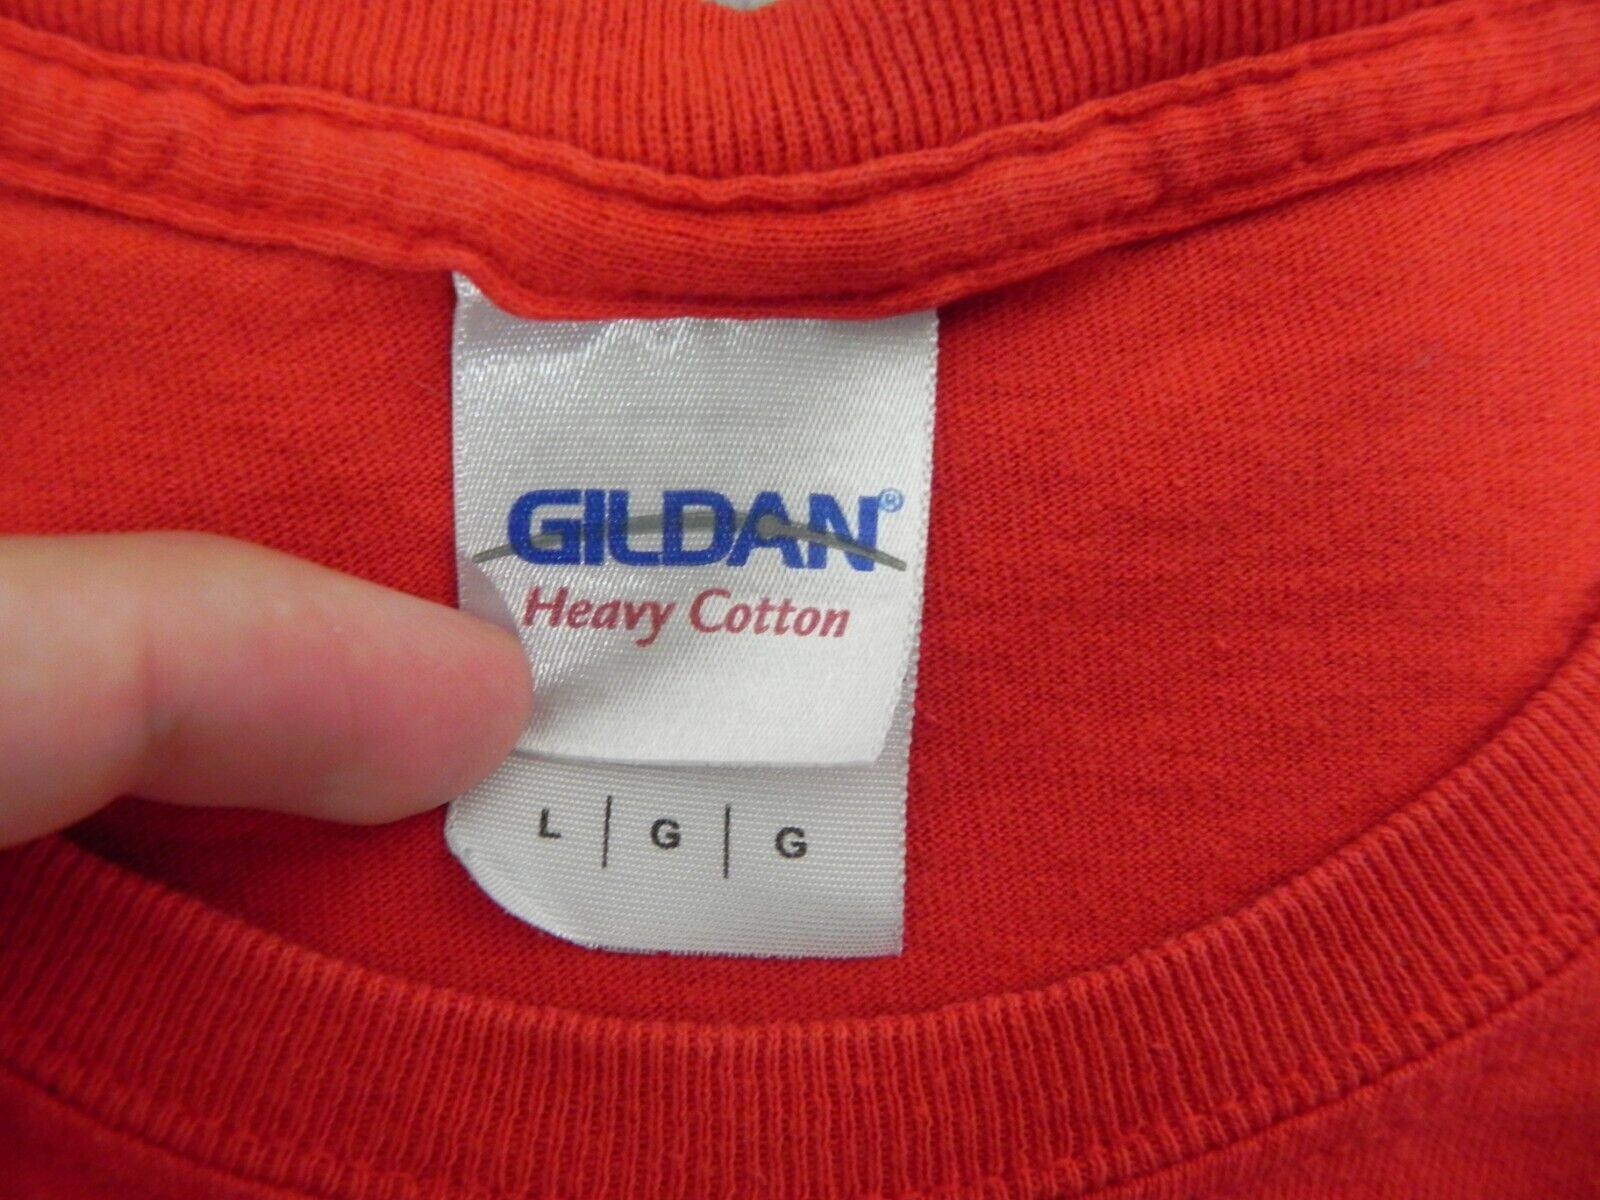 GILDAN®
Heavy Cotton
L | G | G